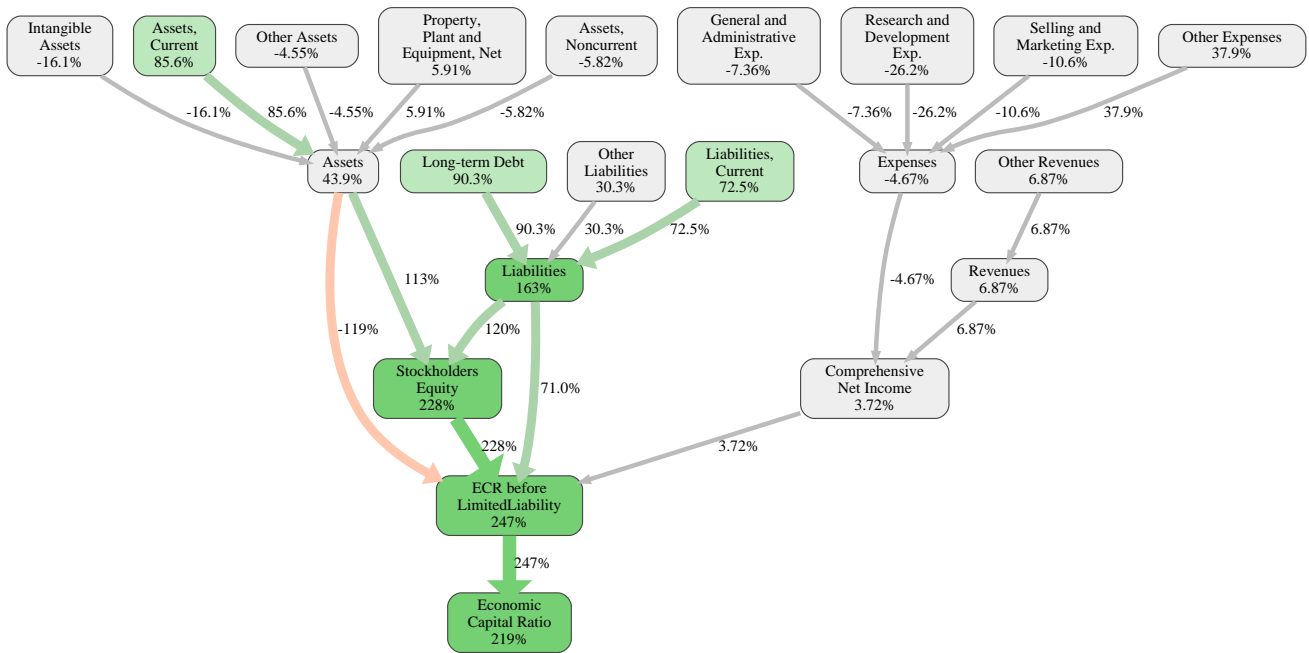 Intangible
Assets
-16.1%
Assets,
Current
85.6%
Other Assets
-4.55%
Property,
Plant and
Equipment, Net
5.91%
Assets,
Noncurrent
-5.82%
General and
Administrative
Exp.
-7.36%
Research and
Development
Exp.
-26.2%
Selling and
Marketing Exp.
-10.6%
Other Expenses
37.9%
-16.1%
85.6%
-4.55%
5.91%
-5.82%
-7.36%
-26.2%
-10.6%
37.9%
Assets
43.9%
Long-term Debt
90.3%
Other
Liabilities
30.3%
Liabilities,
Current
72.5%
Expenses
-4.67%
Other Revenues
6.87%
90.3%
30.3%
72.5%
6.87%
113%
Liabilities
163%
-4.67%
Revenues
6.87%
-119%
120%
6.87%
Stockholders
Equity
228%
71.0%
Comprehensive
Net Income
3.72%
228%
3.72%
ECR before
LimitedLiability
247%
247%
Economic
Capital Ratio
219%